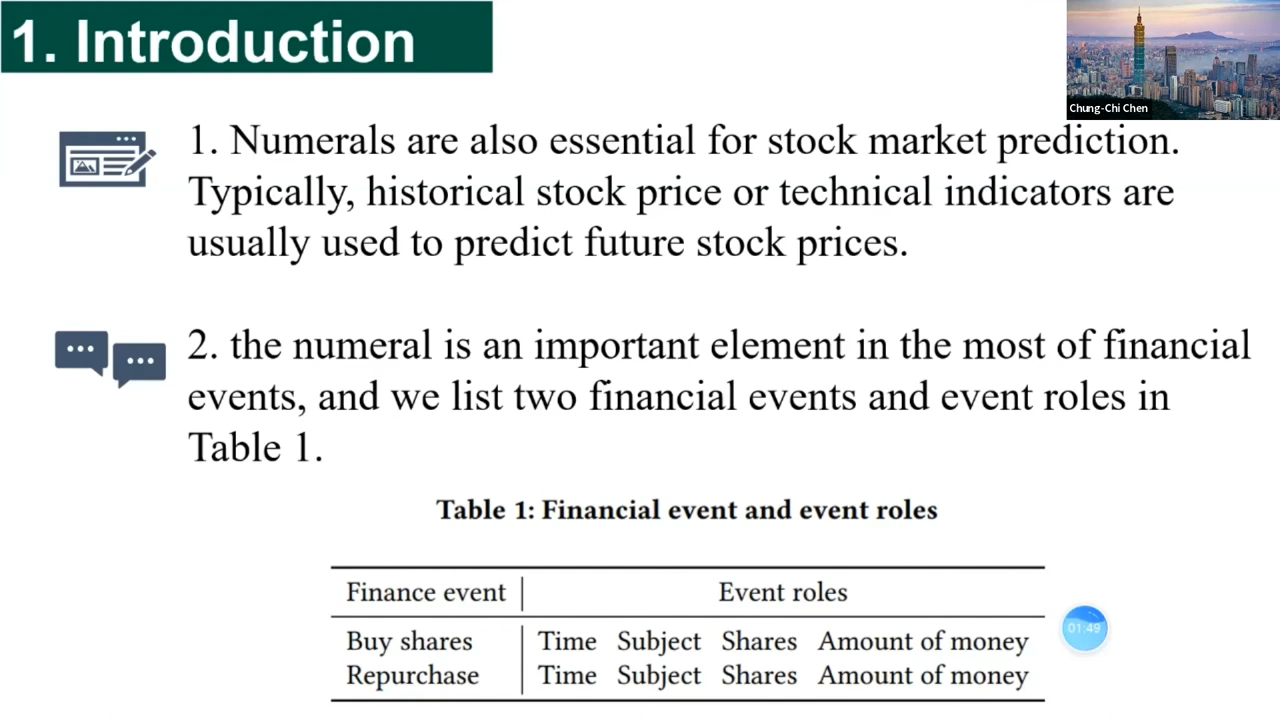 1. Introduction
Chung-Chi Chen
1. Numerals are also essential for stock market prediction.
Typically, historical stock price or technical indicators are
usually used to predict future stock prices.
2. the numeral is an important element in the most of financial
events, and we list two financial events and event roles in
Table 1.
Table 1: Financial event and event roles
Finance event Event roles
Buy shares Time Subject Shares Amount of money
Repurchase Time Subject Shares Amount of money
01:49